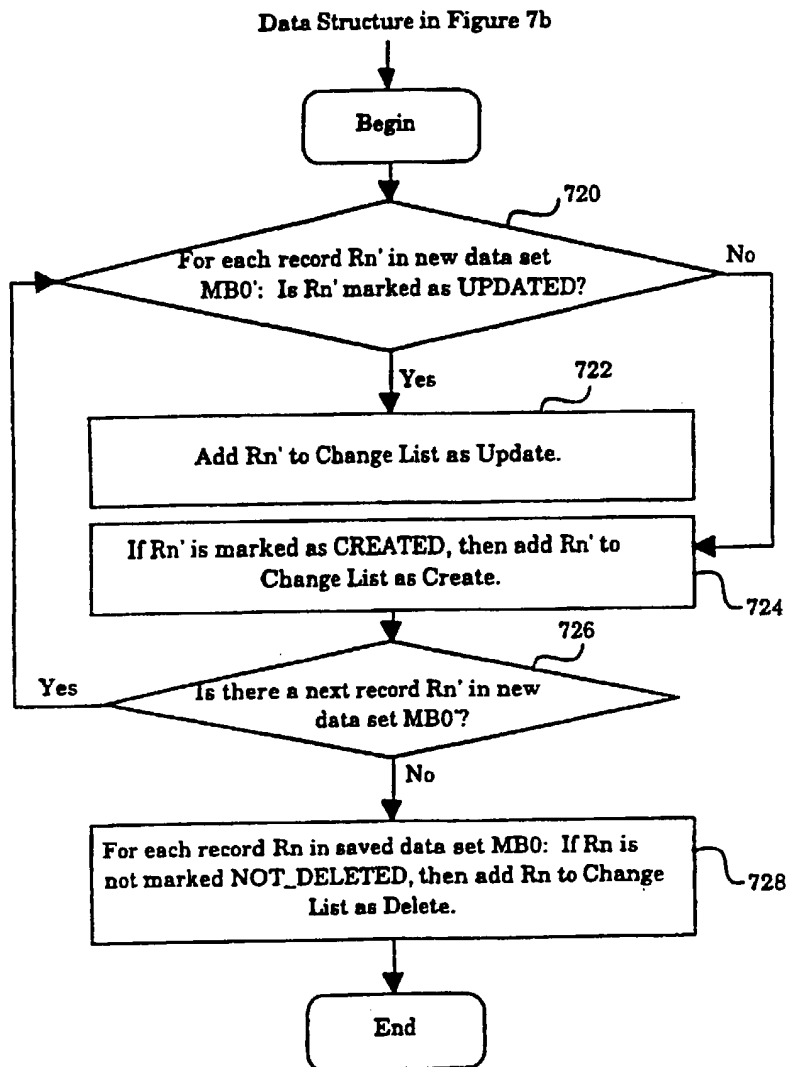 Data Structure in Figure 7b
Begin
720
For each record Rn' in new data set
MB0': Is Rn' marked as UPDATED?
No
Yes
722
Add Rn' to Change List as Update.
If Rn' is marked as CREATED, then add Rn' to
Change List as Create.
724
726
Yes
Is there a next record Rn' in new
data set MB0'?
No
For each record Rn in saved data set MB0: If Rn is
not marked NOT_DELETED, then add Rn to Change
List as Delete.
728
End